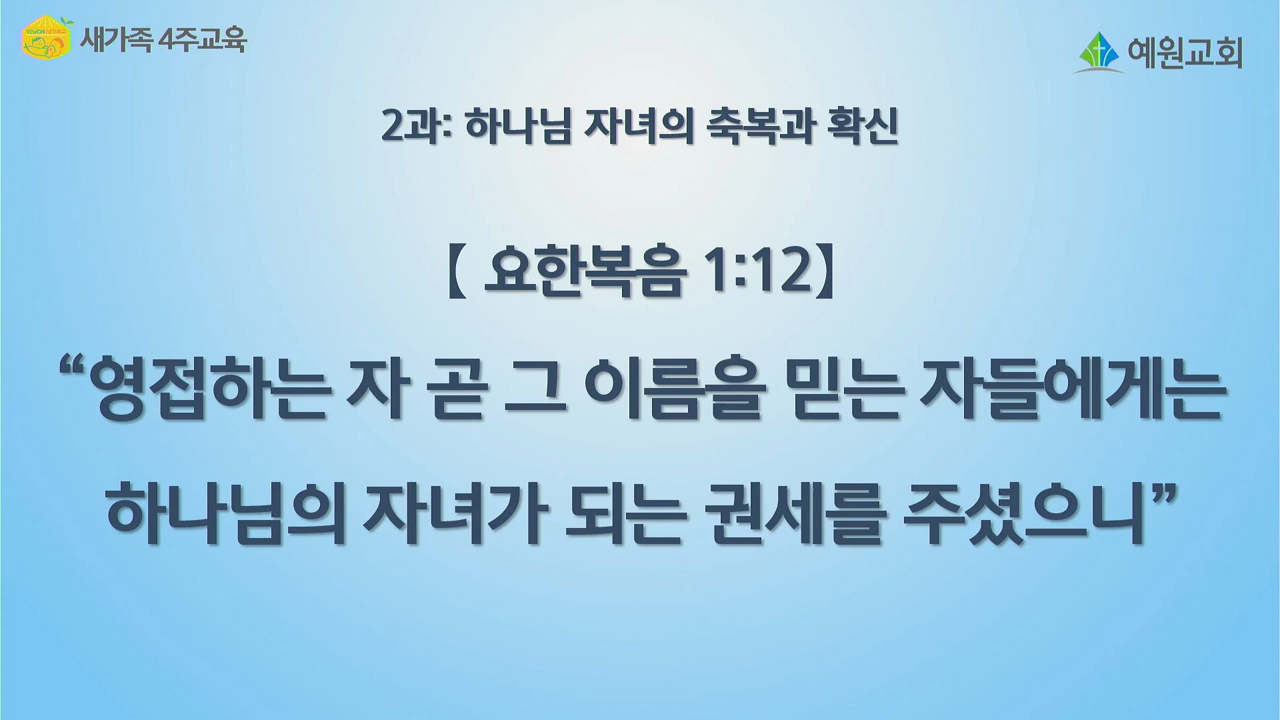 새가족 4주교육
예원교회
2과: 하나님 자녀의 축복과 확신
【 요한복음 1:12】
“영접하는 자 곧 그 이름을 믿는 자들에게는
하나님의 자녀가 되는 권세를 주셨으니”